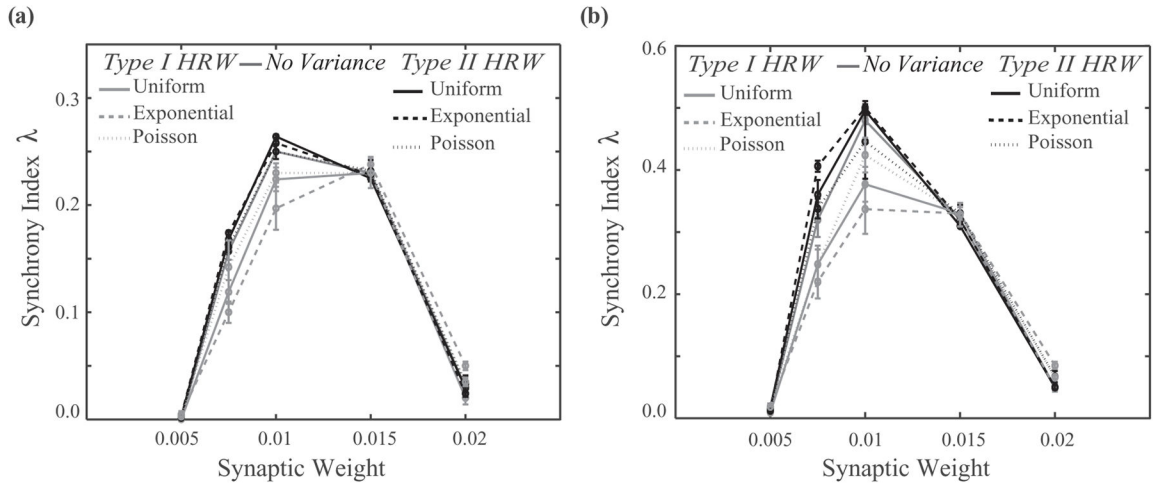 (a)
Type I HRW No Variance Type II HRW
Uniform Uniform
Exponential Exponential
Poisson Poisson
Synchrony Index λ
0.3
0.2
0.1
0.0
0.005 0.01 0.015 0.02
Synaptic Weight
(b)
Type I HRW No Variance Type II HRW
Uniform Uniform
Exponential Exponential
Poisson Poisson
Synchrony Index λ
0.6
0.4
0.2
0.0
0.005 0.01 0.015 0.02
Synaptic Weight